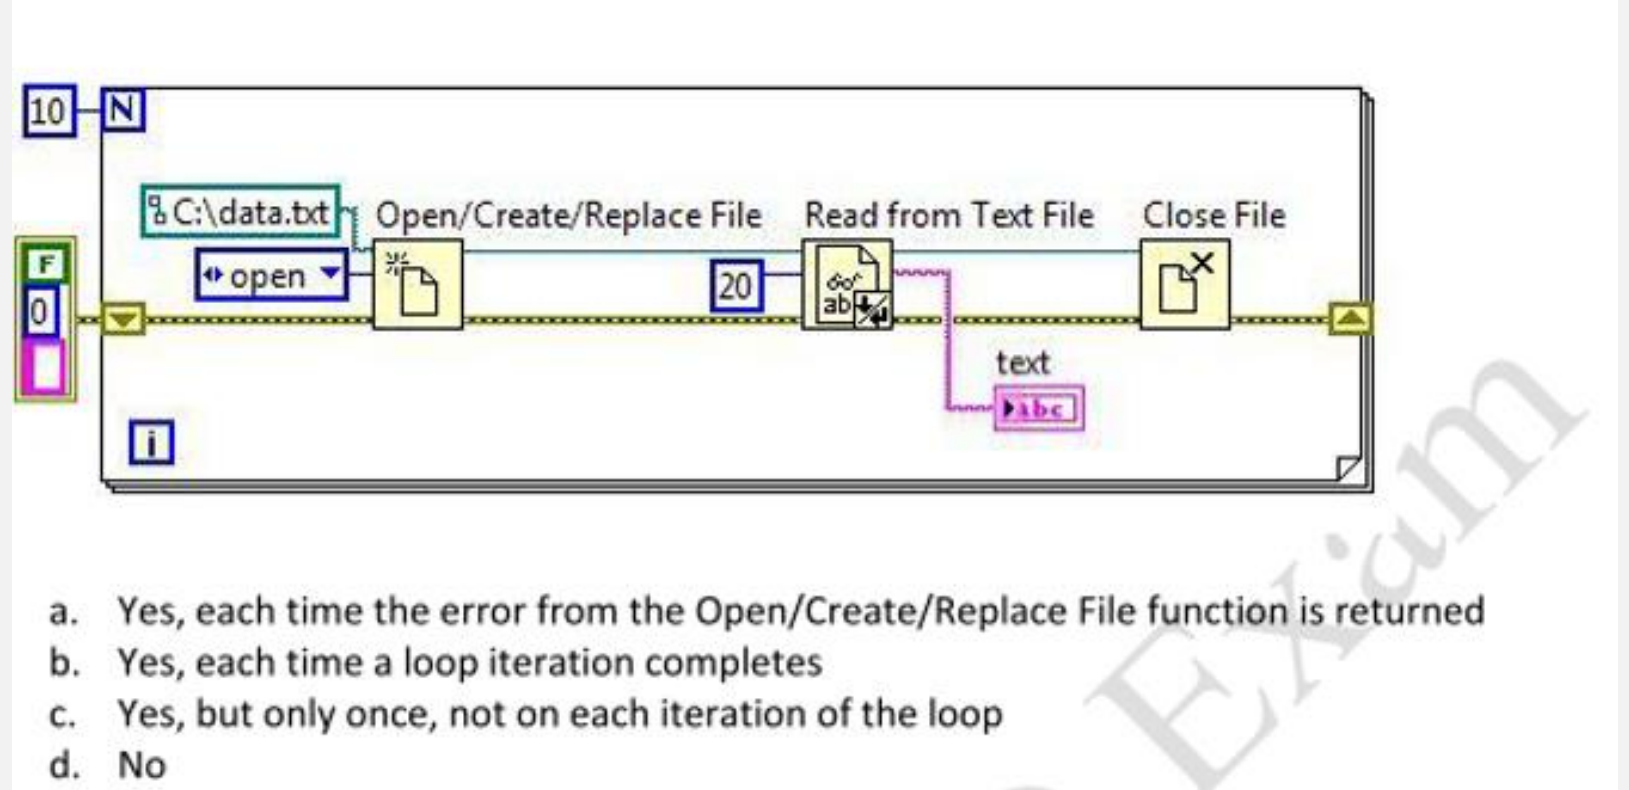 10 N
C:\data.txt Open/Create/Replace File Read from Text File Close File
F
open
20
0
ab
text
abc
i
a. Yes, each time the error from the Open/Create/Replace File function is returned
b. Yes, each time a loop iteration completes
c. Yes, but only once, not on each iteration of the loop
d. No
Exam